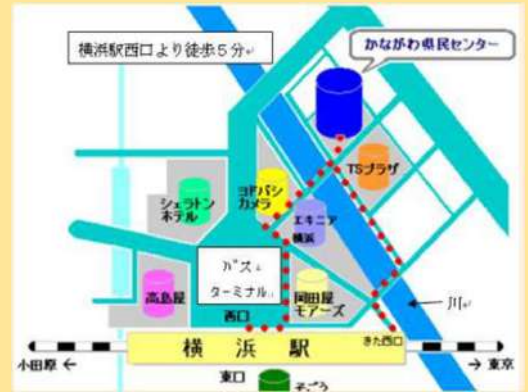 横浜駅西口より徒歩5分
かながわ県民センター
TSプラザ
ヨドバシ
カメラ
シェラトン
ホテル
エキニア
横浜
バス
ターミナル
岡田屋
モアーズ
高島屋
川
西口
きた西口
横浜駅
小田原 ←
→ 東京
東口
そごう